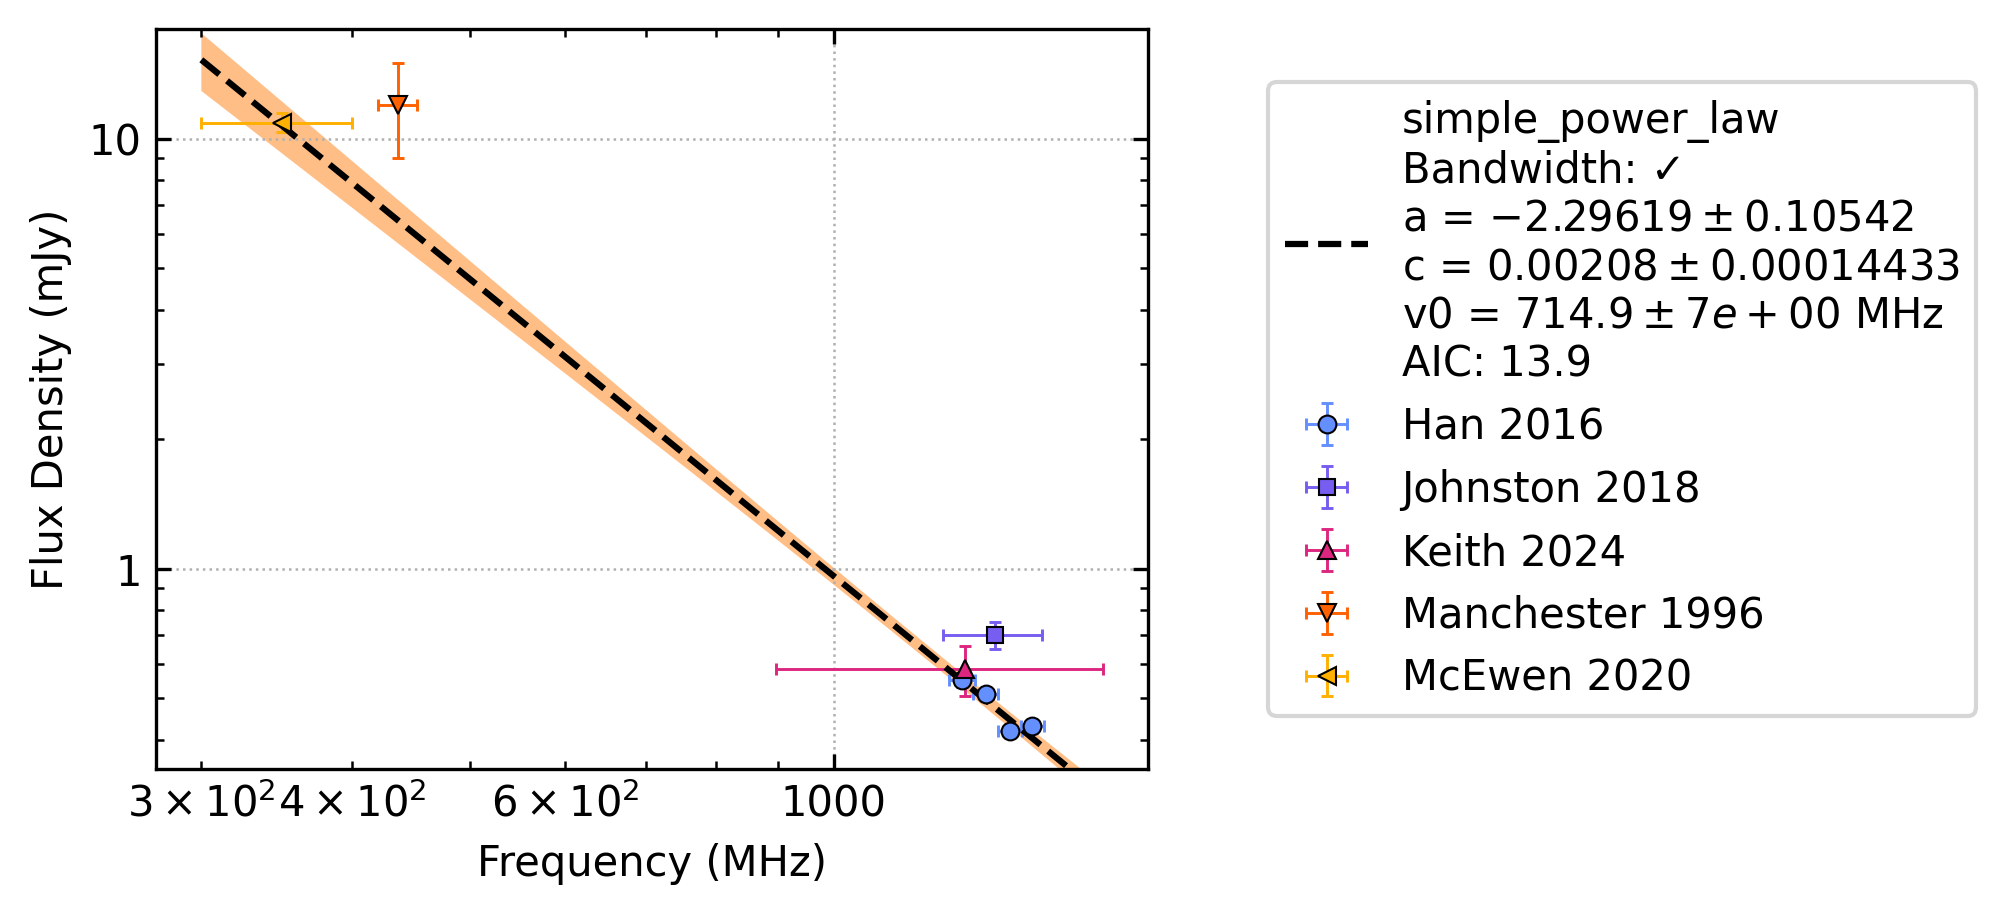 Flux Density (mJy)
10
1
3 × 10² 4 × 10² 6 × 10² 1000
Frequency (MHz)
simple_power_law
Bandwidth: ✓
a = −2.29619 ± 0.10542
c = 0.00208 ± 0.00014433
v0 = 714.9 ± 7e + 00 MHz
AIC: 13.9
Han 2016
Johnston 2018
Keith 2024
Manchester 1996
McEwen 2020